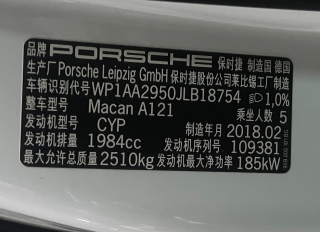 品牌 PORSCHE 保时捷 制造国 德国
生产厂 Porsche Leipzig GmbH 保时捷股份公司莱比锡工厂制造
车辆识别代号 WP1AA2950JLB18754 1,0%
整车型号 Macan A121 乘坐人数 5
发动机型号 CYP 制造年月 2018.02
发动机排量 1984cc 发动机序列号 109381
最大允许总质量 2510kg 发动机最大净功率 185kW